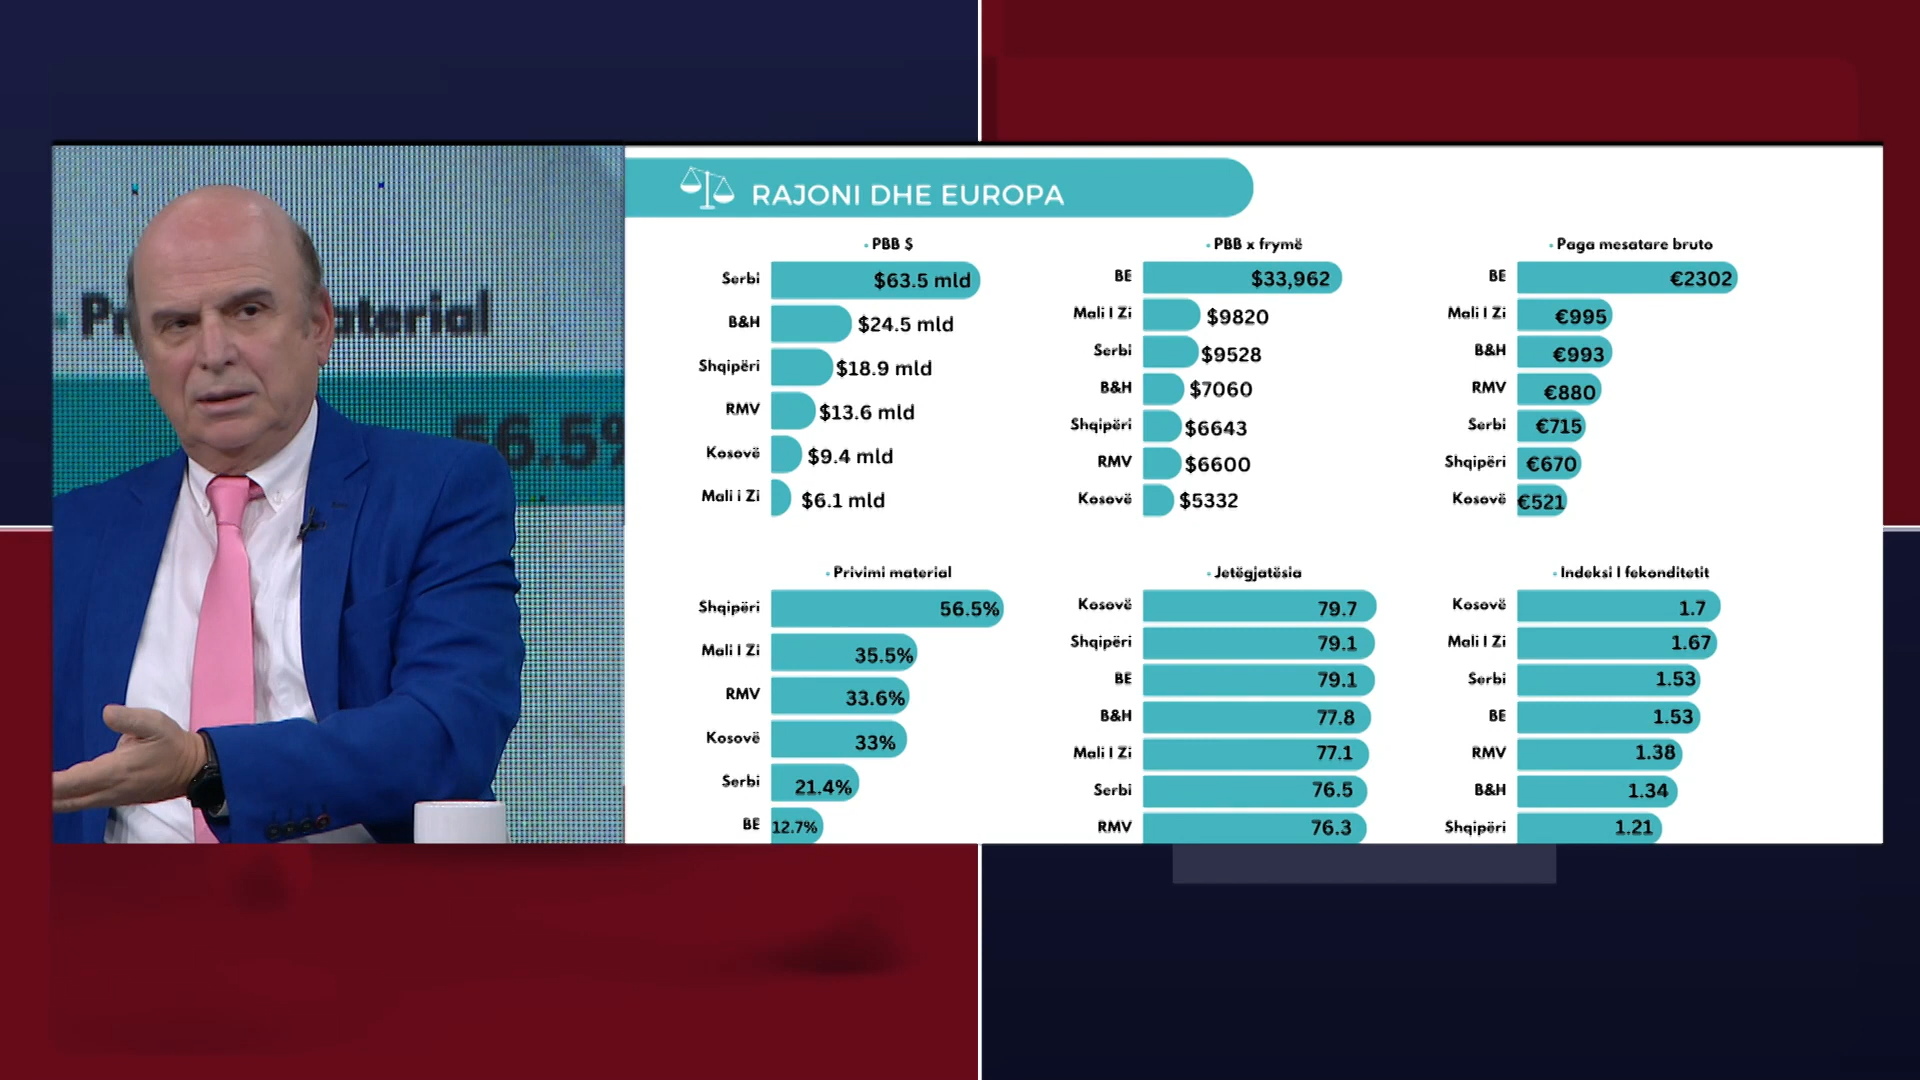 RAJONI DHE EUROPA
PBB $
Serbi $63.5 mld
B&H $24.5 mld
Shqipëri $18.9 mld
RMV $13.6 mld
Kosovë $9.4 mld
Mali i Zi $6.1 mld
PBB x frymë
BE $33,962
Mali I Zi $9820
Serbi $9528
B&H $7060
Shqipëri $6643
RMV $6600
Kosovë $5332
Paga mesatare bruto
BE €2302
Mali I Zi €995
B&H €993
RMV €880
Serbi €715
Shqipëri €670
Kosovë €521
Privimi material
Shqipëri 56.5%
Mali I Zi 35.5%
RMV 33.6%
Kosovë 33%
Serbi 21.4%
BE 12.7%
Jetëgjatësia
Kosovë 79.7
Shqipëri 79.1
BE 79.1
B&H 77.8
Mali I Zi 77.1
Serbi 76.5
RMV 76.3
Indeksi I fekonditetit
Kosovë 1.7
Mali I Zi 1.67
Serbi 1.53
BE 1.53
RMV 1.38
B&H 1.34
Shqipëri 1.21